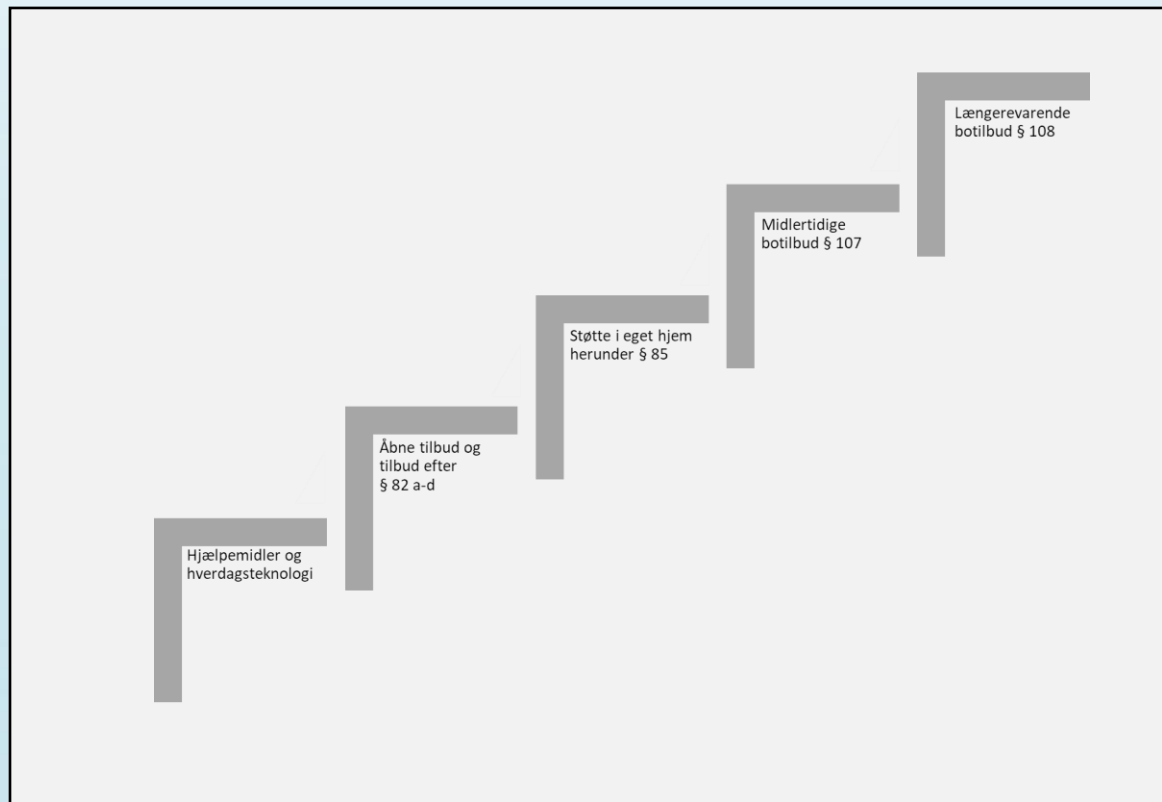 Længerevarende
botilbud § 108
Midlertidige
botilbud § 107
Støtte i eget hjem
herunder § 85
Åbne tilbud og
tilbud efter
§ 82 a-d
Hjælpemidler og
hverdagsteknologi